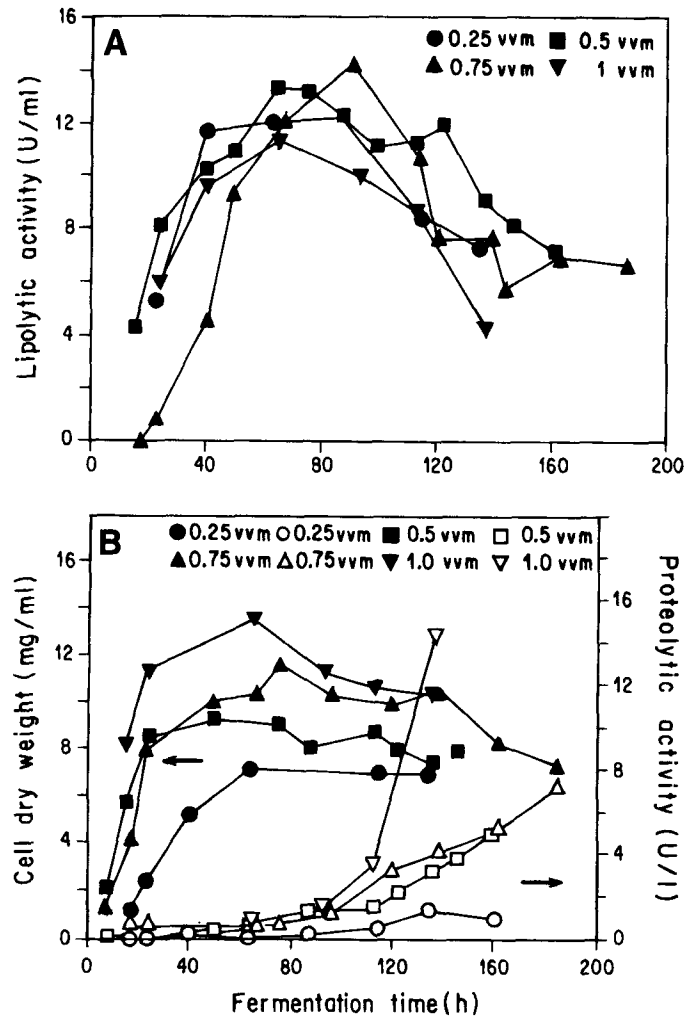 A
0.25 vvm 0.5 vvm
0.75 vvm 1 vvm
Lipolytic activity (U/ml)
16
12
8
4
0
0 40 80 120 160 200
B
0.25 vvm 0.25 vvm 0.5 vvm 0.5 vvm
0.75 vvm 0.75 vvm 1.0 vvm 1.0 vvm
Cell dry weight (mg/ml)
16
12
8
4
0
Proteolytic activity (U/l)
16
12
8
4
0
0 40 80 120 160 200
Fermentation time (h)